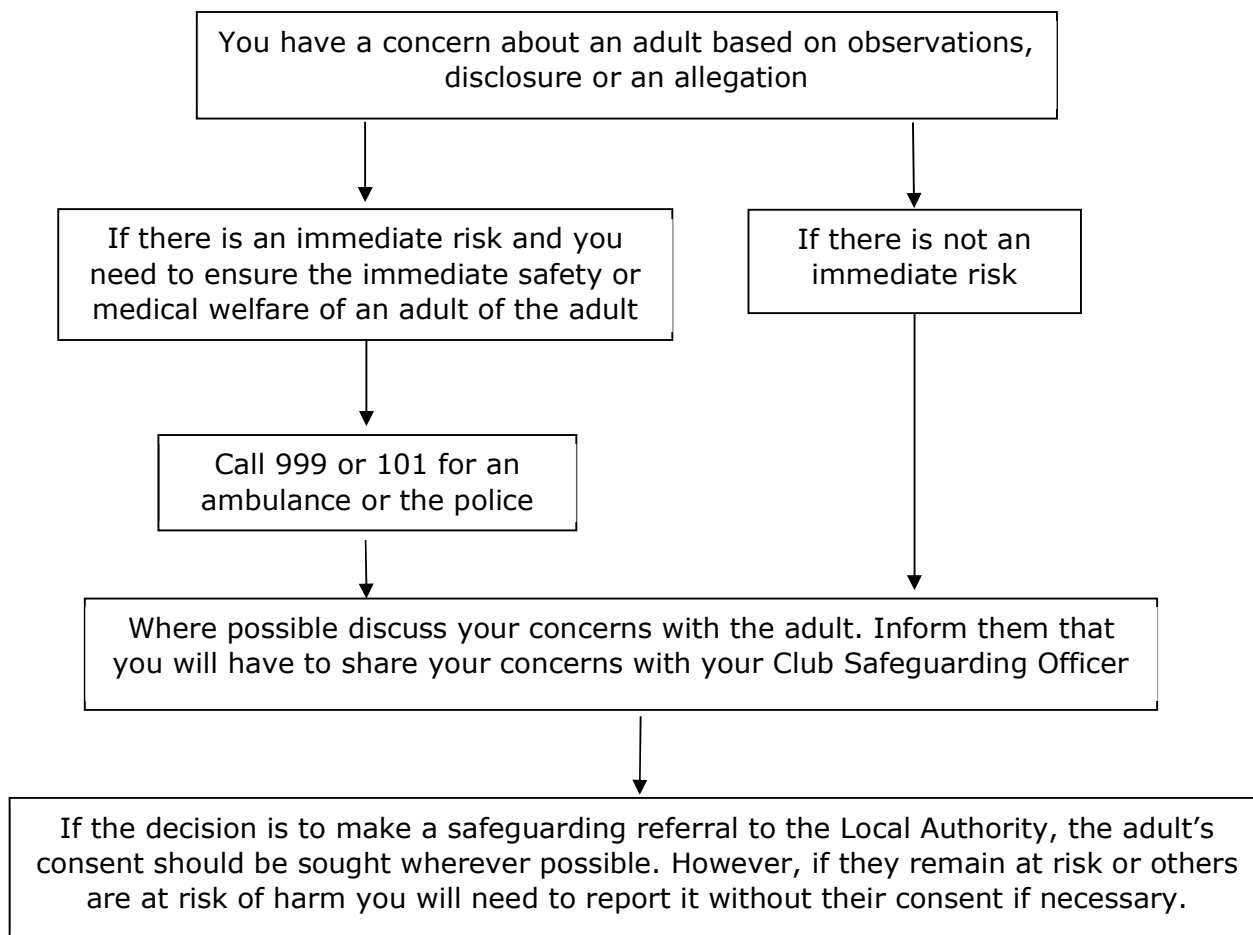 You have a concern about an adult based on observations,
disclosure or an allegation
If there is an immediate risk and you
need to ensure the immediate safety or
medical welfare of an adult of the adult
If there is not an
immediate risk
Call 999 or 101 for an
ambulance or the police
Where possible discuss your concerns with the adult. Inform them that
you will have to share your concerns with your Club Safeguarding Officer
If the decision is to make a safeguarding referral to the Local Authority, the adult’s
consent should be sought wherever possible. However, if they remain at risk or others
are at risk of harm you will need to report it without their consent if necessary.